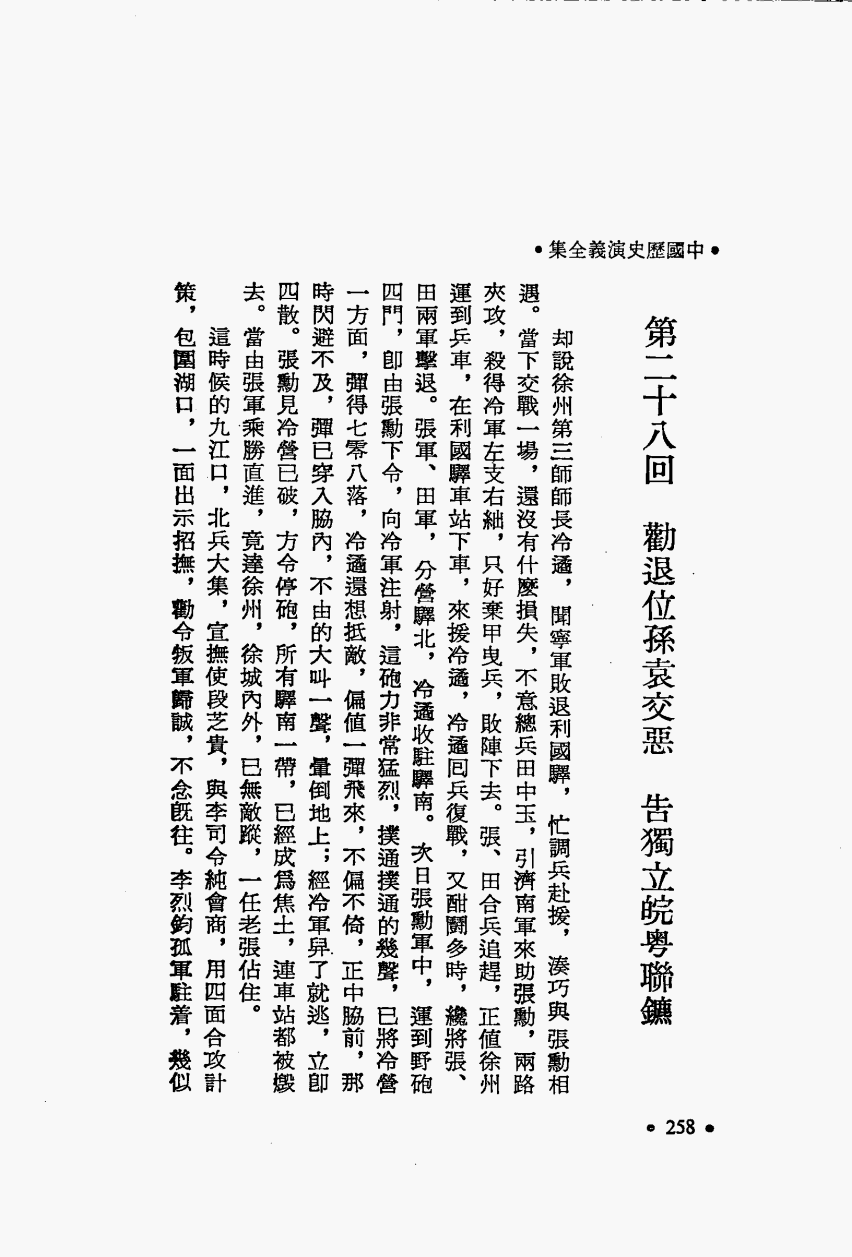 •中國歷史演義全集•
第二十八回　勸退位孫袁交惡　告獨立皖粵聯鑣
却說徐州第三師師長冷遹，聞寧軍敗退利國驛，忙調兵赴援，湊巧與張勳相
遇。當下交戰一場，還沒有什麼損失，不意總兵田中玉，引濟南軍來助張勳，兩路
夾攻，殺得冷軍左支右絀，只好棄甲曳兵，敗陣下去。張、田合兵追趕，正值徐州
運到兵車，在利國驛車站下車，來援冷遹，冷遹回兵復戰，又酣鬪多時，纔將張、
田兩軍擊退。張軍、田軍，分營驛北，冷遹收駐驛南。次日張勳軍中，運到野砲
四門，卽由張勳下令，向冷軍注射，這砲力非常猛烈，撲通撲通的幾聲，已將冷營
一方面，彈得七零八落，冷遹還想抵敵，偏值一彈飛來，不偏不倚，正中脇前，那
時閃避不及，彈已穿入脇內，不由的大叫一聲，暈倒地上；經冷軍舁了就逃，立卽
四散。張勳見冷營已破，方令停砲，所有驛南一帶，已經成爲焦土，連車站都被燬
去。當由張軍乘勝直進，竟達徐州，徐城內外，已無敵蹤，一任老張佔住。
這時候的九江口，北兵大集，宣撫使段芝貴，與李司令純會商，用四面合攻計
策，包圍湖口，一面出示招撫，勸令叛軍歸誠，不念旣往。李烈鈞孤軍駐着，幾似
•258•